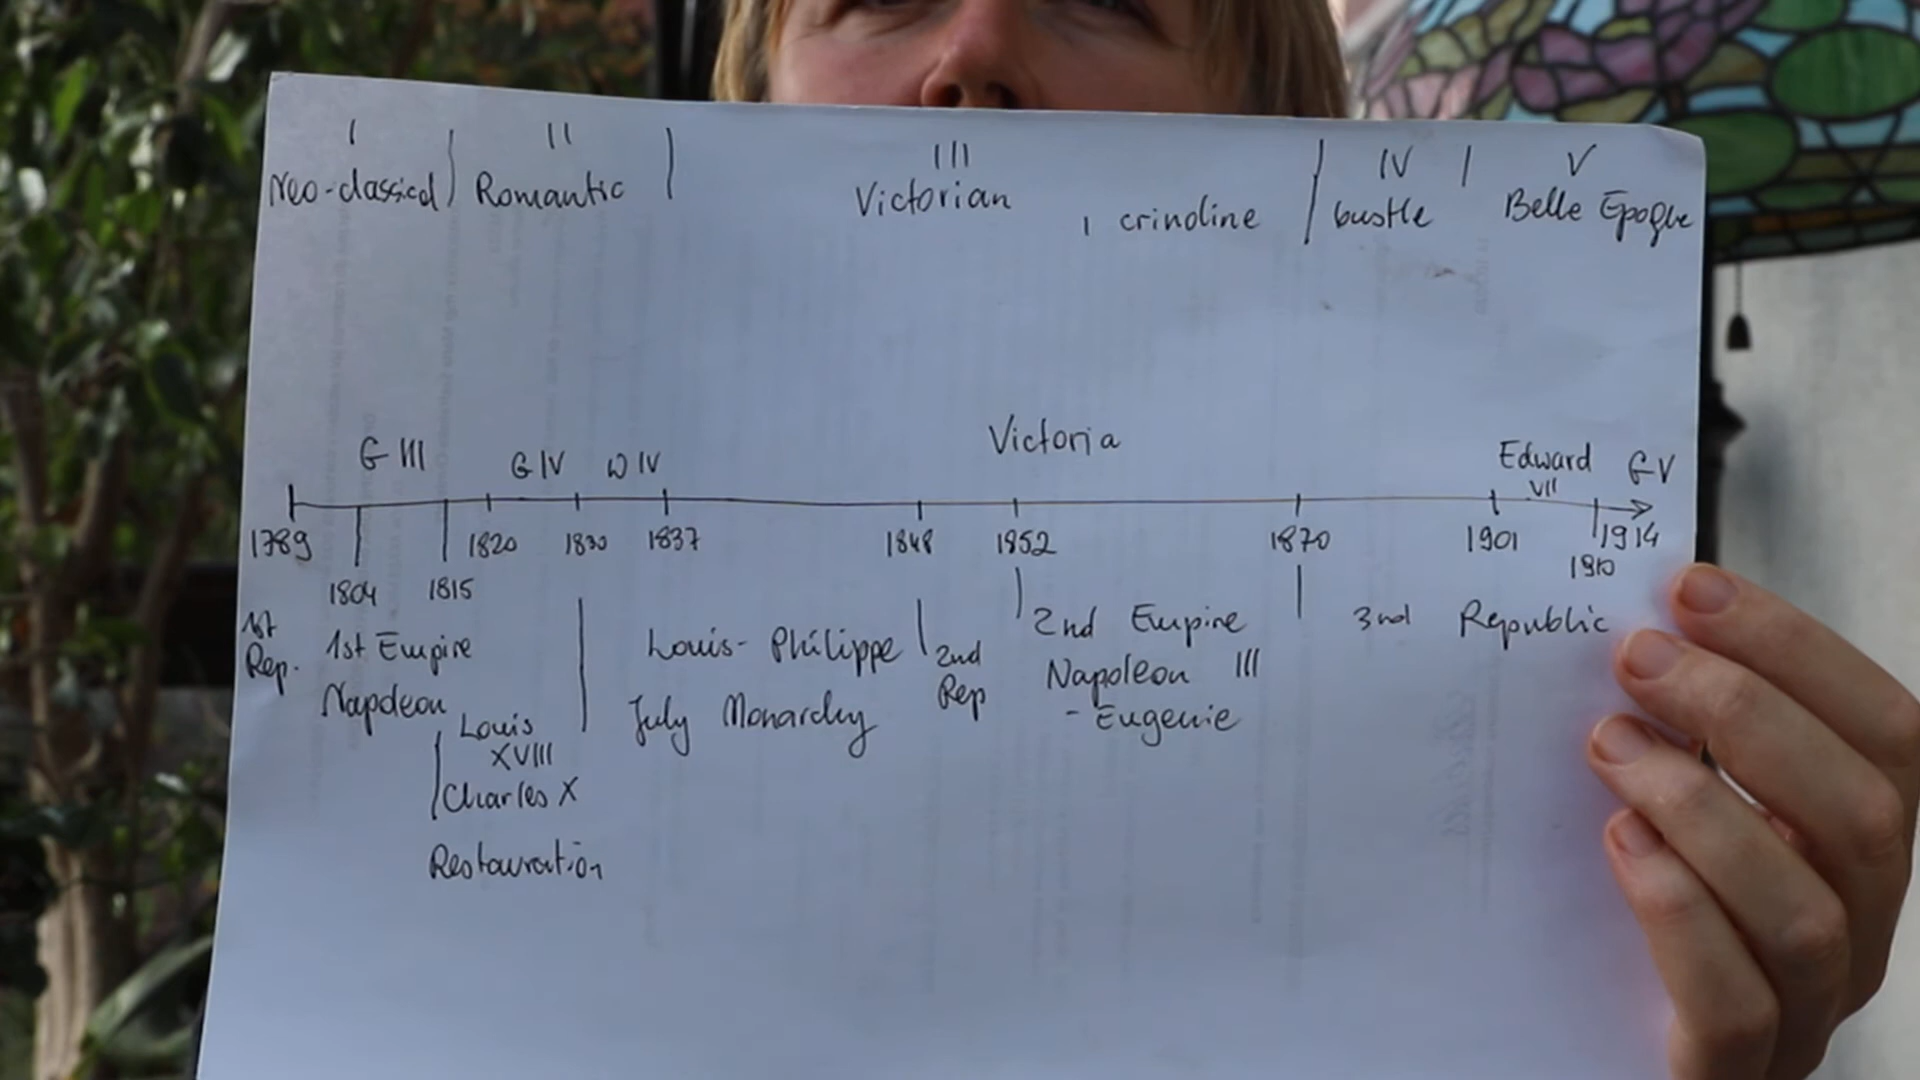 I II III IV V
Neo-classical Romantic Victorian crinoline bustle Belle Epoque
Victoria
G III G IV W IV Edward VII G V
1789 1820 1830 1837 1848 1852 1870 1901 1914
1804 1815 1910
1st Rep.
1st Empire
Napoleon
Louis XVIII
Charles X
Restauration
Louis-Philippe
July Monarchy
2nd Rep
2nd Empire
Napoleon III
- Eugenie
3nd Republic